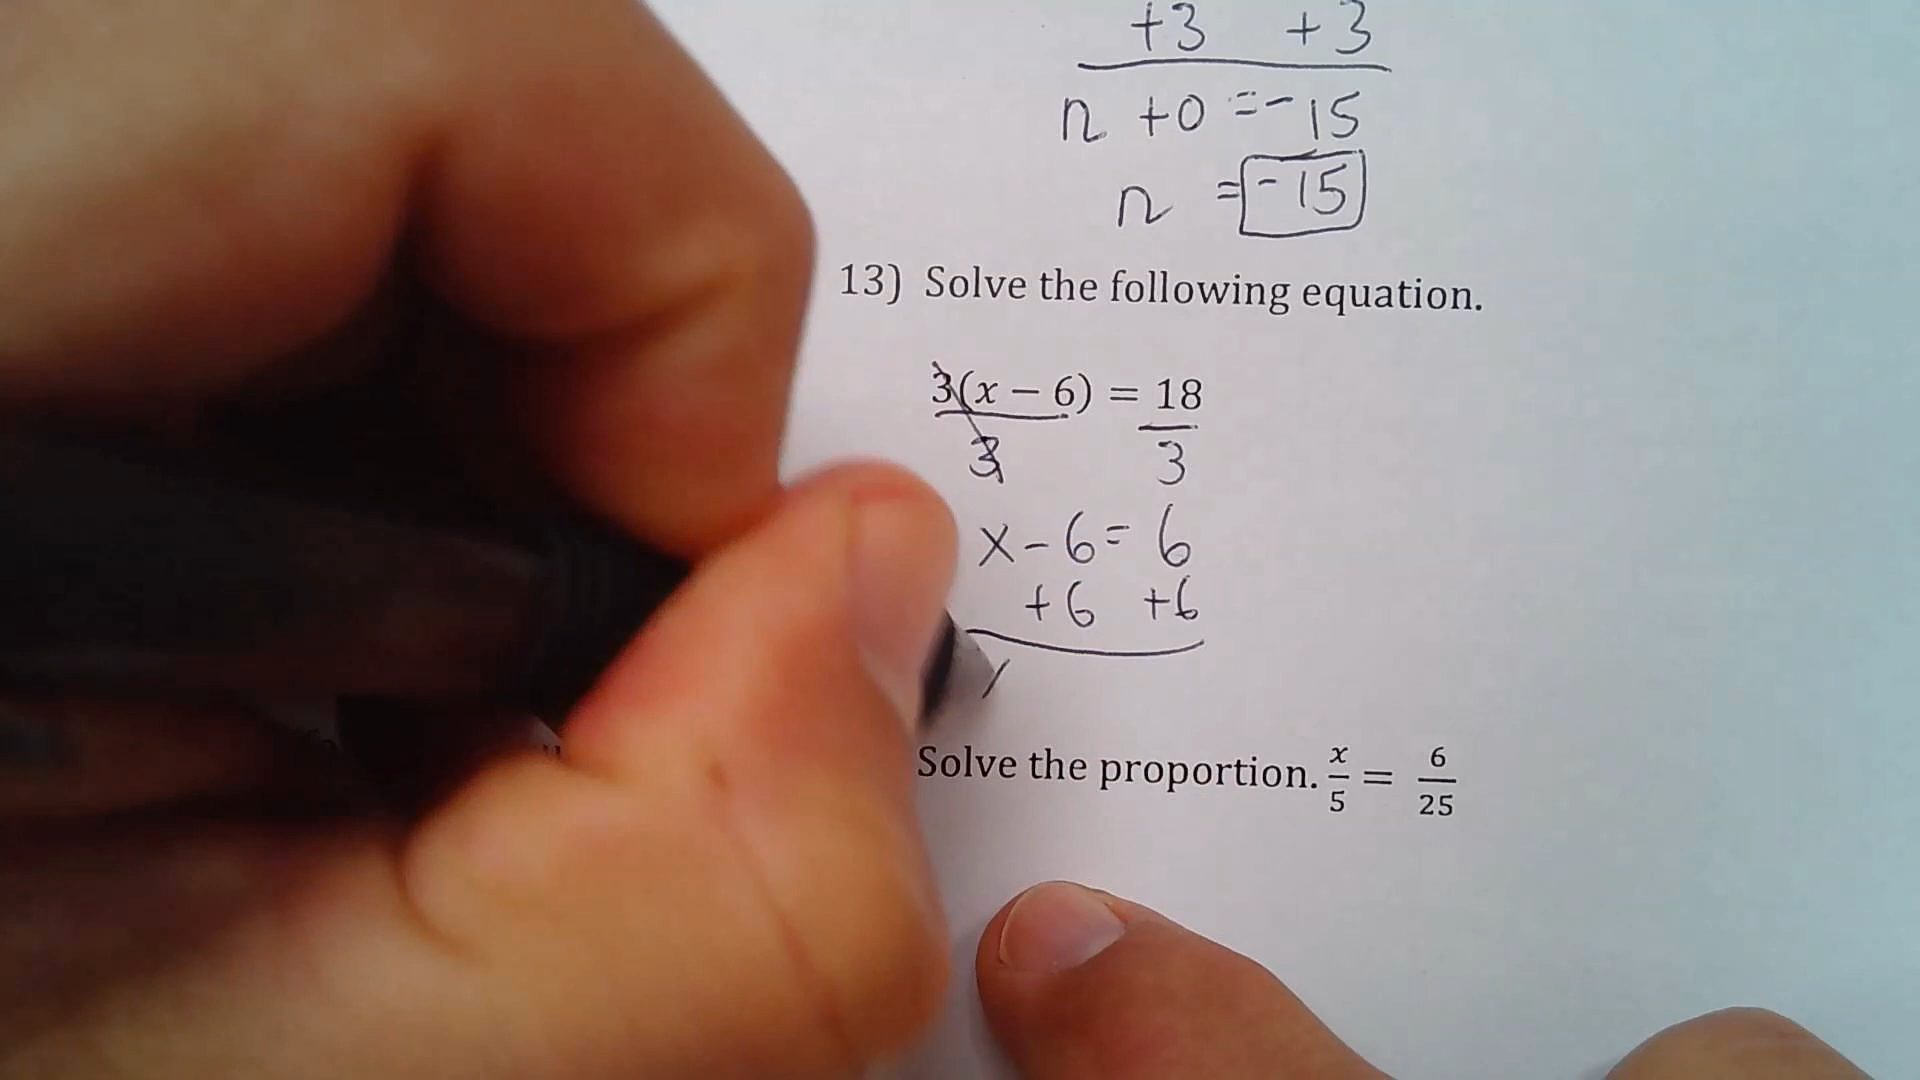 +3 +3
n +0 = -15
n = -15
13) Solve the following equation.
3(x − 6) = 18
3 3
x - 6 = 6
+6 +6
Solve the proportion. x/5 = 6/25